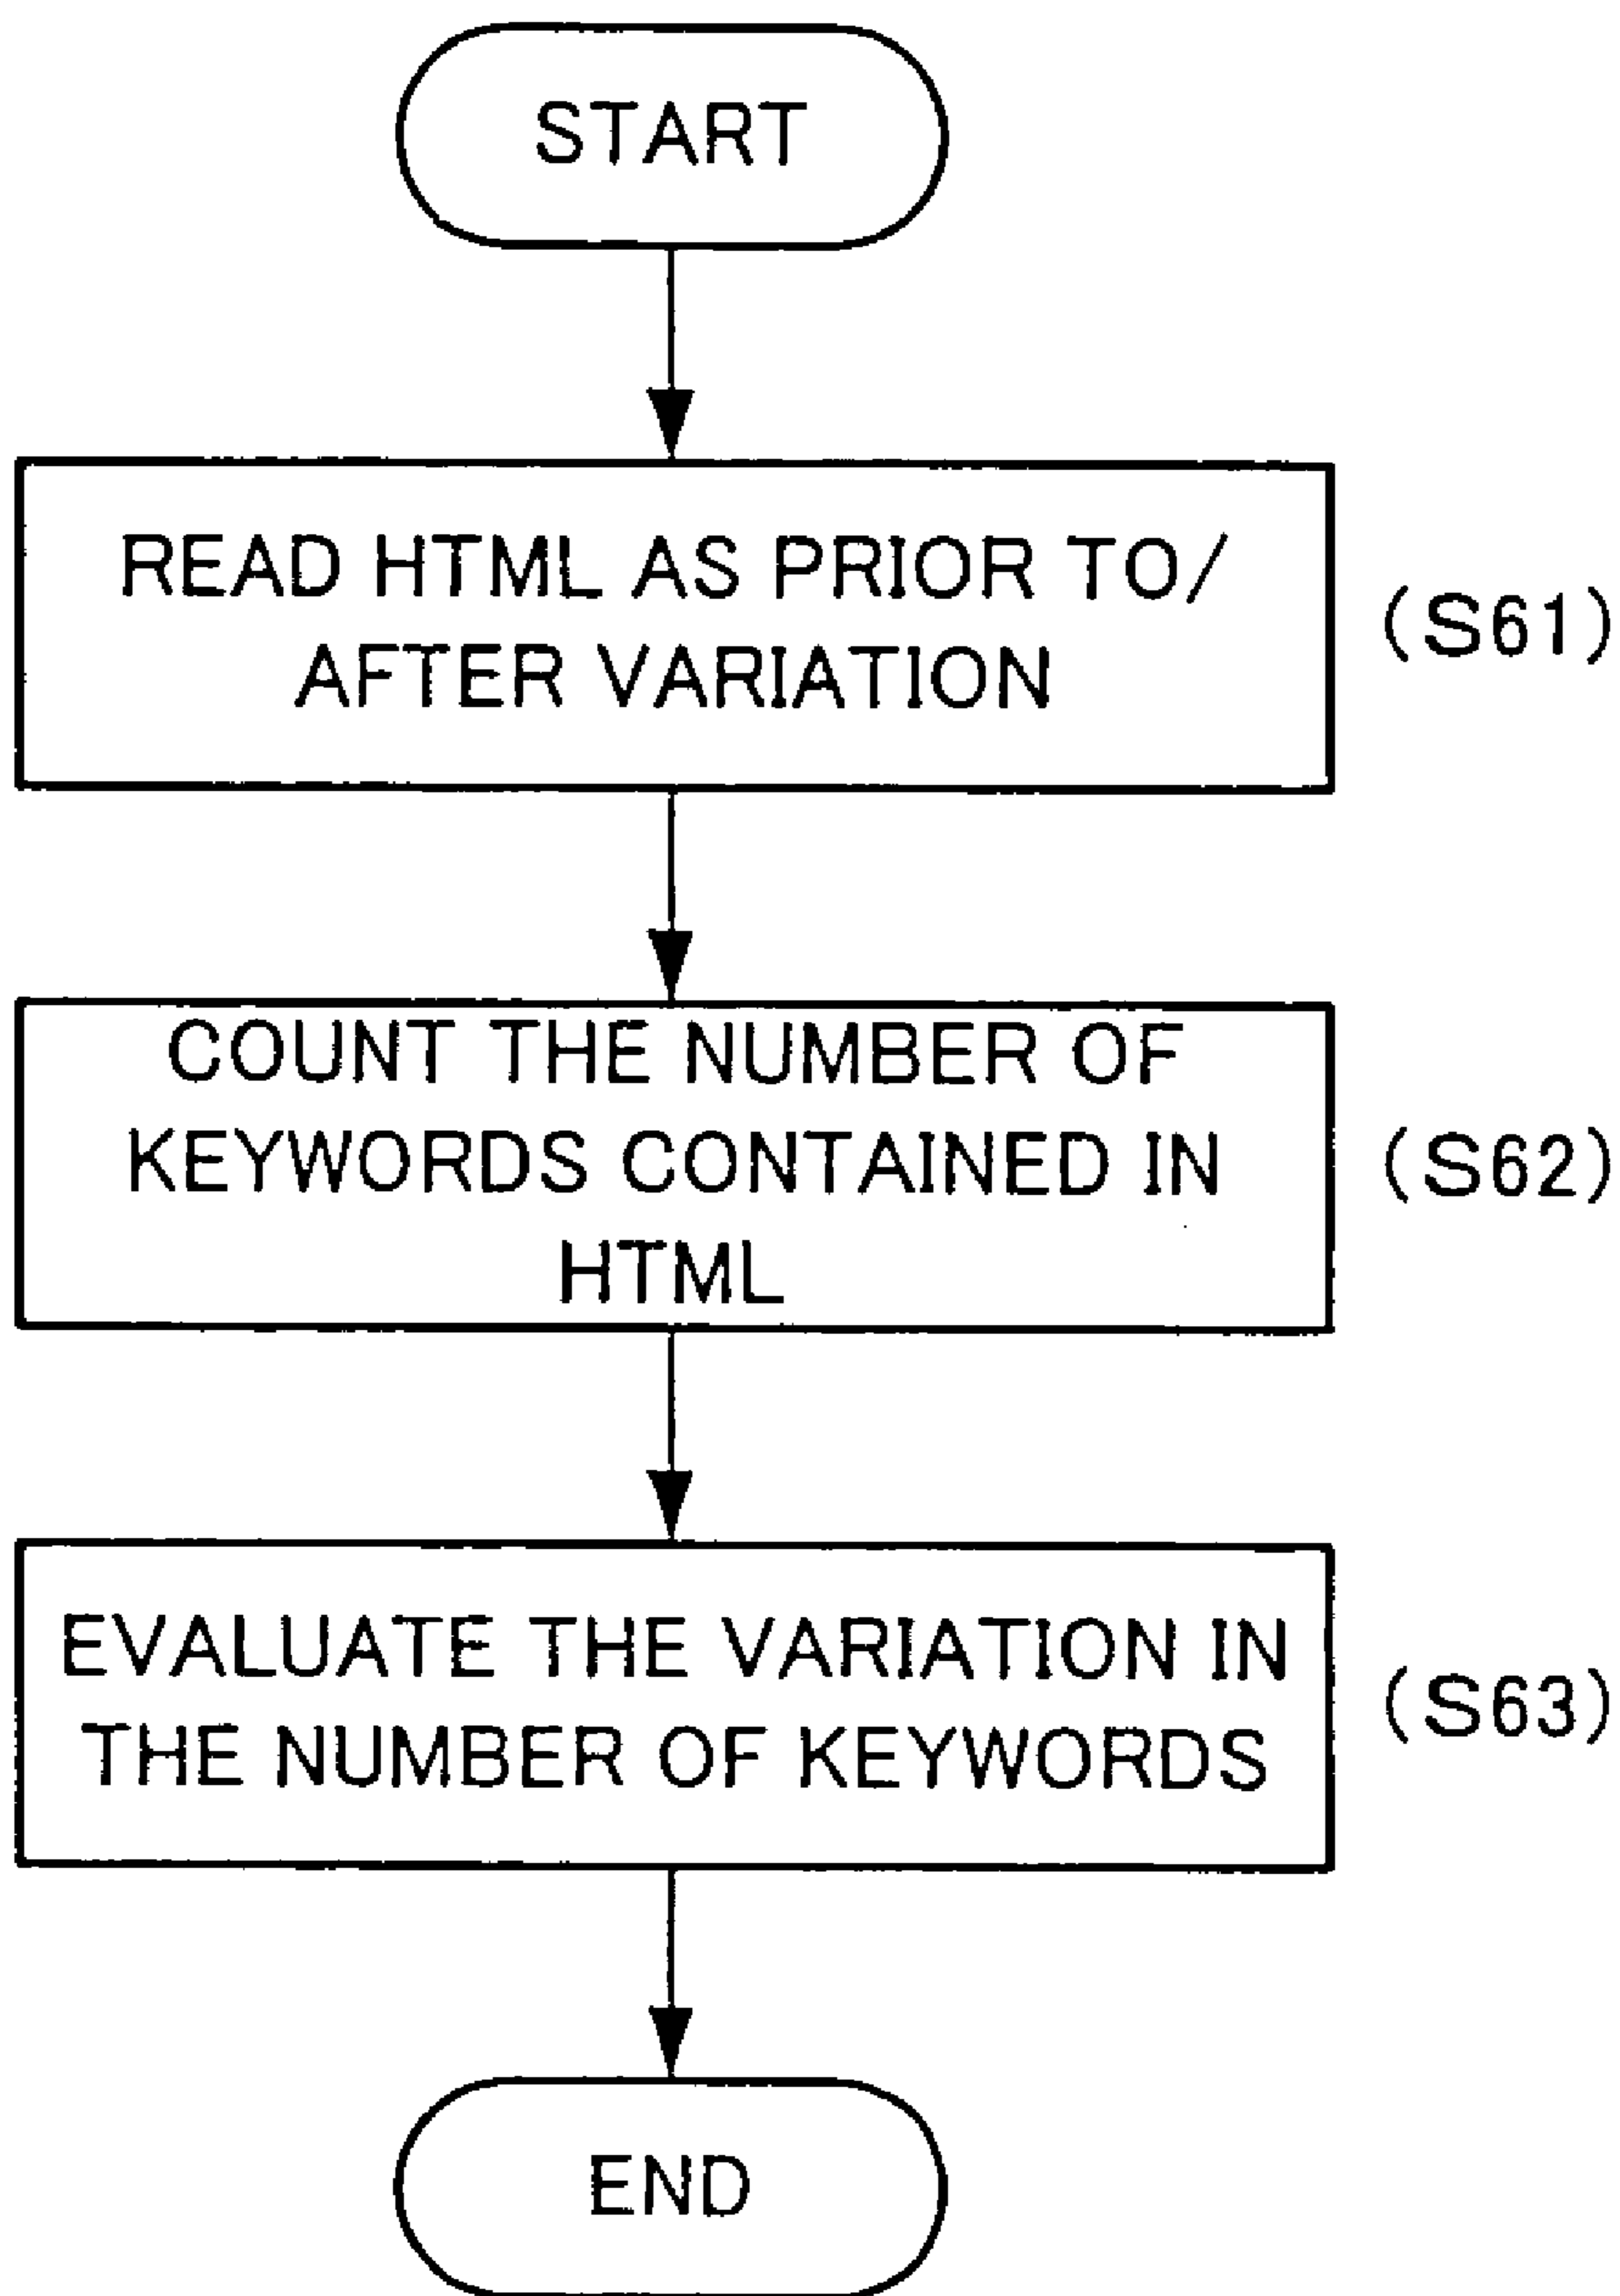 START
READ HTML AS PRIOR TO/
AFTER VARIATION
(S61)
COUNT THE NUMBER OF
KEYWORDS CONTAINED IN
HTML
(S62)
EVALUATE THE VARIATION IN
THE NUMBER OF KEYWORDS
(S63)
END